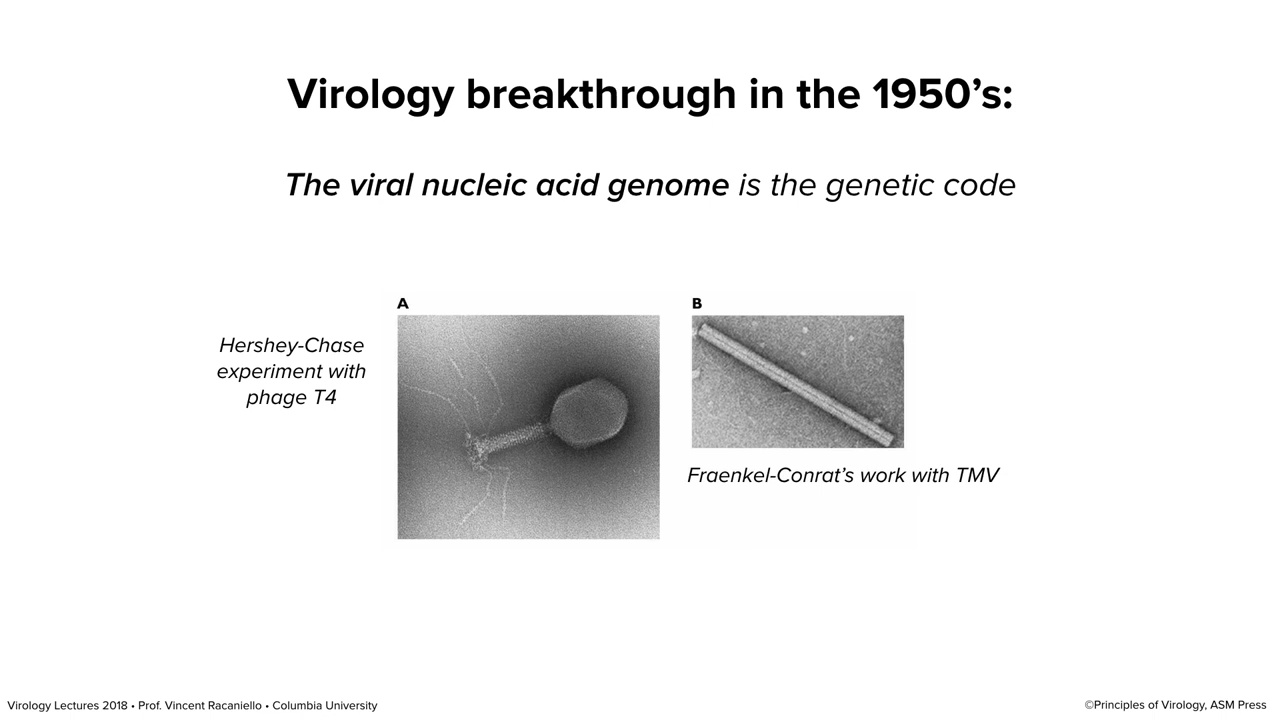 Virology breakthrough in the 1950’s:
The viral nucleic acid genome is the genetic code
A
B
Hershey-Chase
experiment with
phage T4
Fraenkel-Conrat’s work with TMV
Virology Lectures 2018 • Prof. Vincent Racaniello • Columbia University
©Principles of Virology, ASM Press